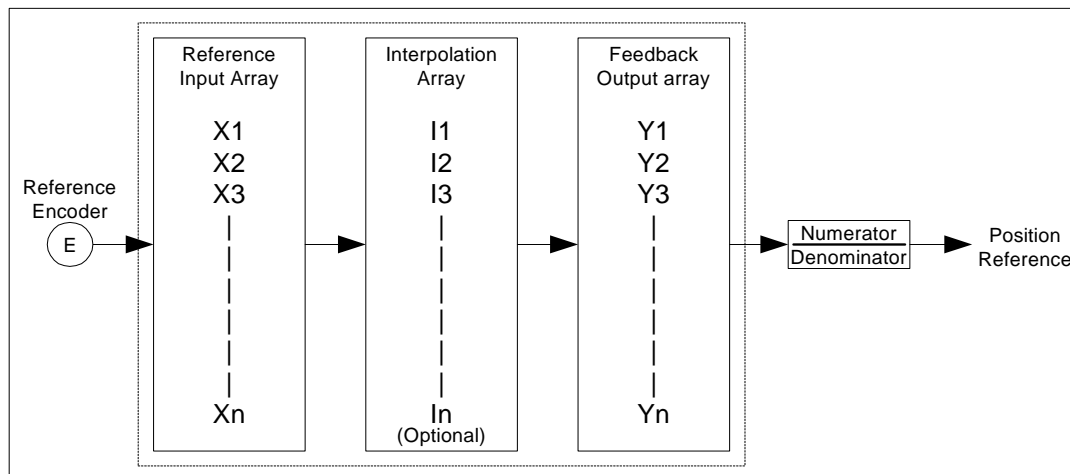 Reference
Encoder
E
Reference
Input Array
X1
X2
X3
Xn
Interpolation
Array
I1
I2
I3
In
(Optional)
Feedback
Output array
Y1
Y2
Y3
Yn
Numerator
Denominator
Position
Reference